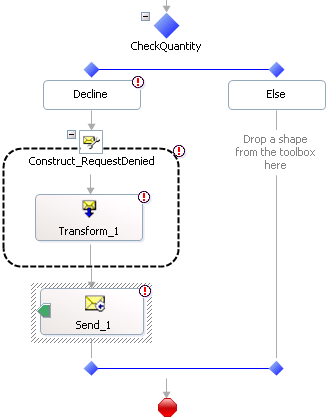 CheckQuantity
Decline
Else
Construct_RequestDenied
Drop a shape
from the toolbox
here
Transform_1
Send_1